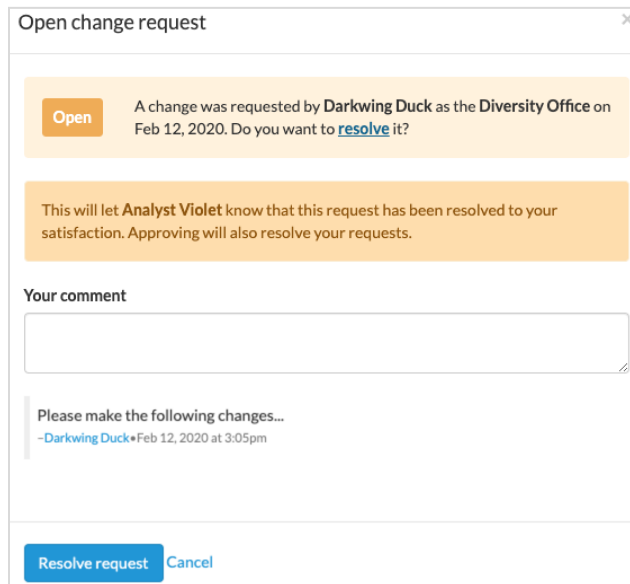 Open change request
×
Open
A change was requested by Darkwing Duck as the Diversity Office on
Feb 12, 2020. Do you want to resolve it?
This will let Analyst Violet know that this request has been resolved to your
satisfaction. Approving will also resolve your requests.
Your comment
Please make the following changes...
–Darkwing Duck•Feb 12, 2020 at 3:05pm
Resolve request Cancel